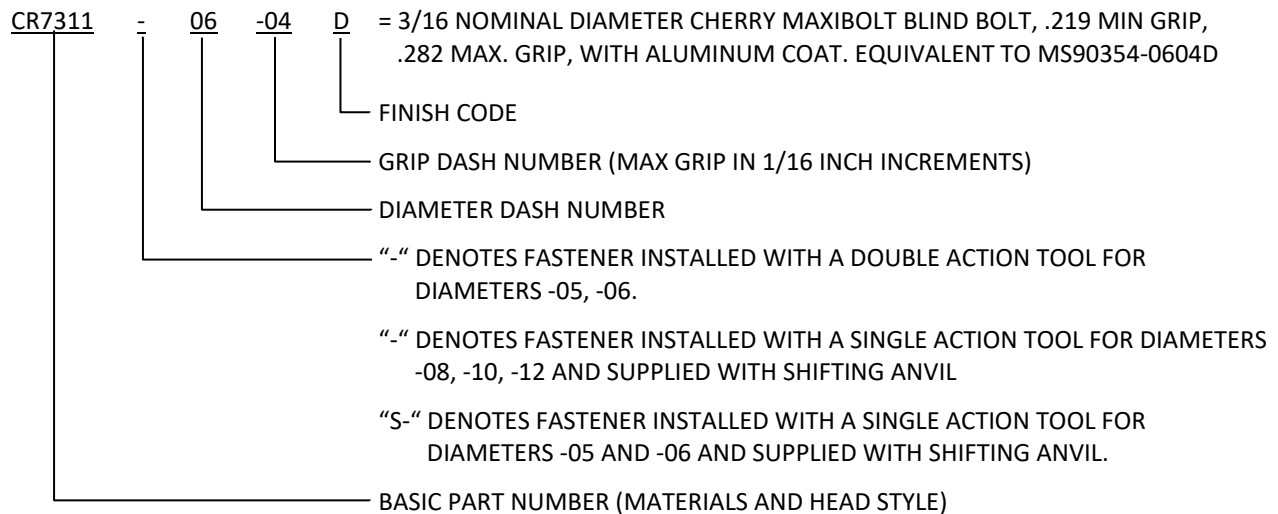 CR7311 - 06 -04 D = 3/16 NOMINAL DIAMETER CHERRY MAXIBOLT BLIND BOLT, .219 MIN GRIP,
.282 MAX. GRIP, WITH ALUMINUM COAT. EQUIVALENT TO MS90354-0604D
FINISH CODE
GRIP DASH NUMBER (MAX GRIP IN 1/16 INCH INCREMENTS)
DIAMETER DASH NUMBER
“-“ DENOTES FASTENER INSTALLED WITH A DOUBLE ACTION TOOL FOR
DIAMETERS -05, -06.
“-“ DENOTES FASTENER INSTALLED WITH A SINGLE ACTION TOOL FOR DIAMETERS
-08, -10, -12 AND SUPPLIED WITH SHIFTING ANVIL
“S-“ DENOTES FASTENER INSTALLED WITH A SINGLE ACTION TOOL FOR
DIAMETERS -05 AND -06 AND SUPPLIED WITH SHIFTING ANVIL.
BASIC PART NUMBER (MATERIALS AND HEAD STYLE)